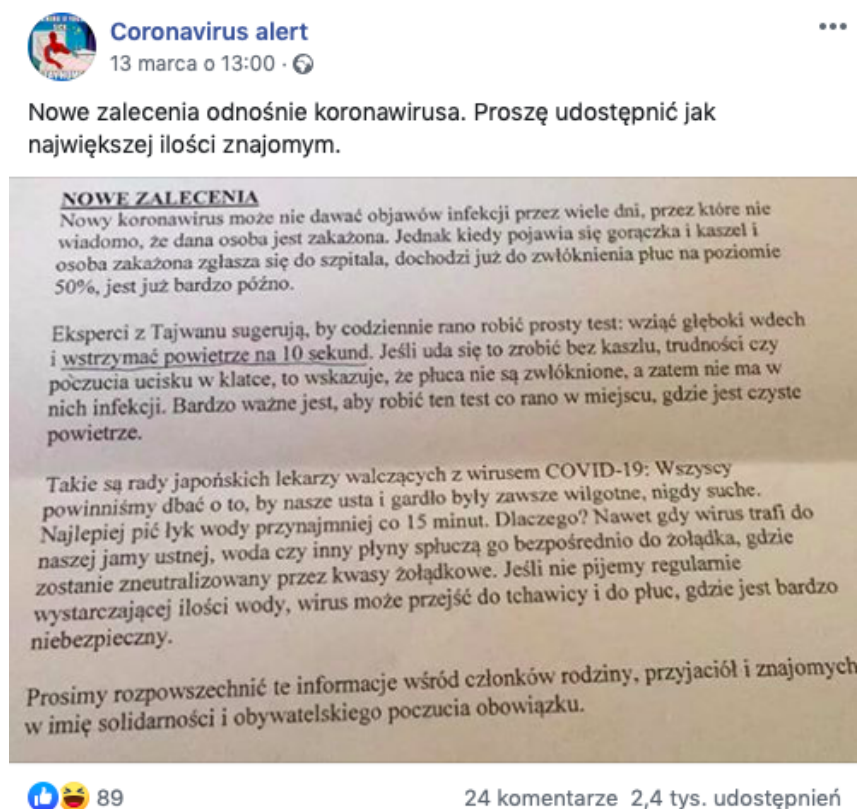 Coronavirus alert
13 marca o 13:00 ·
Nowe zalecenia odnośnie koronawirusa. Proszę udostępnić jak
największej ilości znajomym.
NOWE ZALECENIA
Nowy koronawirus może nie dawać objawów infekcji przez wiele dni, przez które nie
wiadomo, że dana osoba jest zakażona. Jednak kiedy pojawia się gorączka i kaszel i
osoba zakażona zgłasza się do szpitala, dochodzi już do zwłóknienia płuc na poziomie
50%, jest już bardzo późno.
Eksperci z Tajwanu sugerują, by codziennie rano robić prosty test: wziąć głęboki wdech
i wstrzymać powietrze na 10 sekund. Jeśli uda się to zrobić bez kaszlu, trudności czy
poczucia ucisku w klatce, to wskazuje, że płuca nie są zwłóknione, a zatem nie ma w
nich infekcji. Bardzo ważne jest, aby robić ten test co rano w miejscu, gdzie jest czyste
powietrze.
Takie są rady japońskich lekarzy walczących z wirusem COVID-19: Wszyscy
powinniśmy dbać o to, by nasze usta i gardło były zawsze wilgotne, nigdy suche.
Najlepiej pić łyk wody przynajmniej co 15 minut. Dlaczego? Nawet gdy wirus trafi do
naszej jamy ustnej, woda czy inny płyny spłuczą go bezpośrednio do żołądka, gdzie
zostanie zneutralizowany przez kwasy żołądkowe. Jeśli nie pijemy regularnie
wystarczającej ilości wody, wirus może przejść do tchawicy i do płuc, gdzie jest bardzo
niebezpieczny.
Prosimy rozpowszechnić te informacje wśród członków rodziny, przyjaciół i znajomych
w imię solidarności i obywatelskiego poczucia obowiązku.
89
24 komentarze 2,4 tys. udostępnień